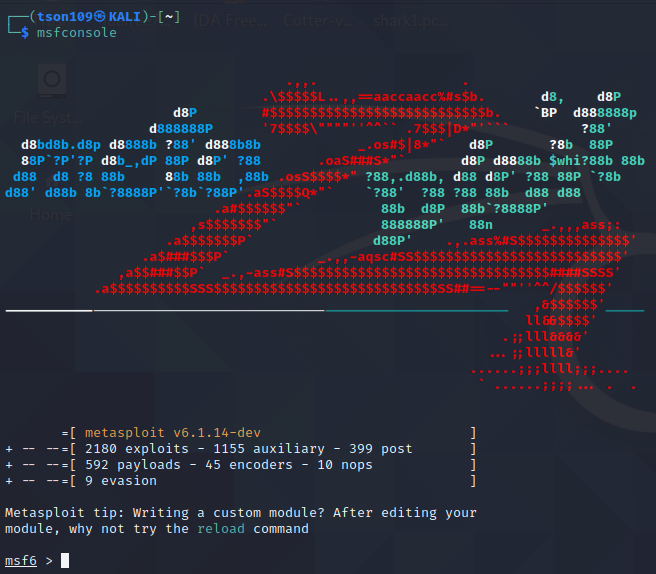 ┌──(tson109㉿KALI)-[~]
└─$ msfconsole
IDA Free... Cutter-v... shark1.pc...
File Syst...
Home
=[ metasploit v6.1.14-dev ]
+ -- --=[ 2180 exploits - 1155 auxiliary - 399 post ]
+ -- --=[ 592 payloads - 45 encoders - 10 nops ]
+ -- --=[ 9 evasion ]
Metasploit tip: Writing a custom module? After editing your
module, why not try the reload command
msf6 >